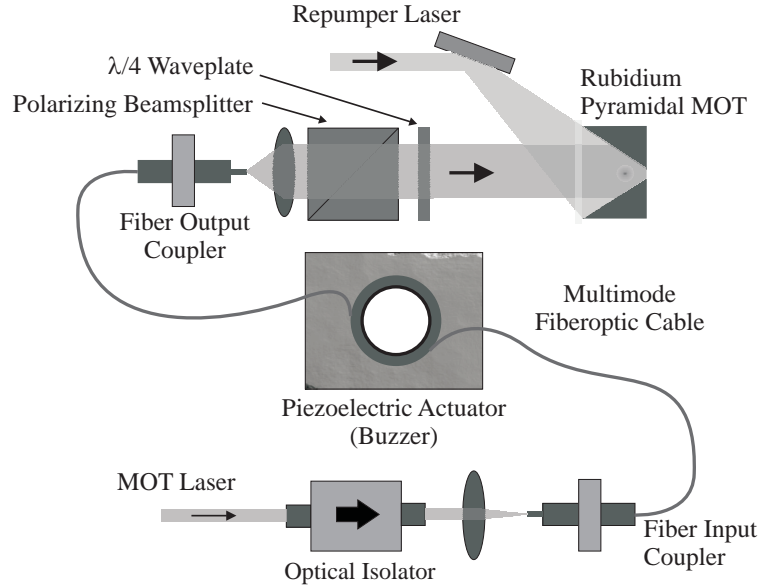 Repumper Laser
λ/4 Waveplate
Polarizing Beamsplitter
Rubidium
Pyramidal MOT
Fiber Output
Coupler
Multimode
Fiberoptic Cable
Piezoelectric Actuator
(Buzzer)
MOT Laser
Optical Isolator
Fiber Input
Coupler